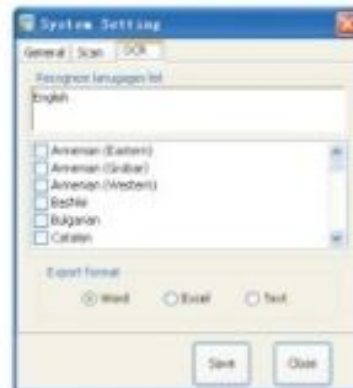 System Setting
General Scan OCR
Recognize languages list
English
Armenian (Eastern)
Armenian (Grabar)
Armenian (Western)
Bashkir
Bulgarian
Catalan
Export format
Word Excel Text
Save Close